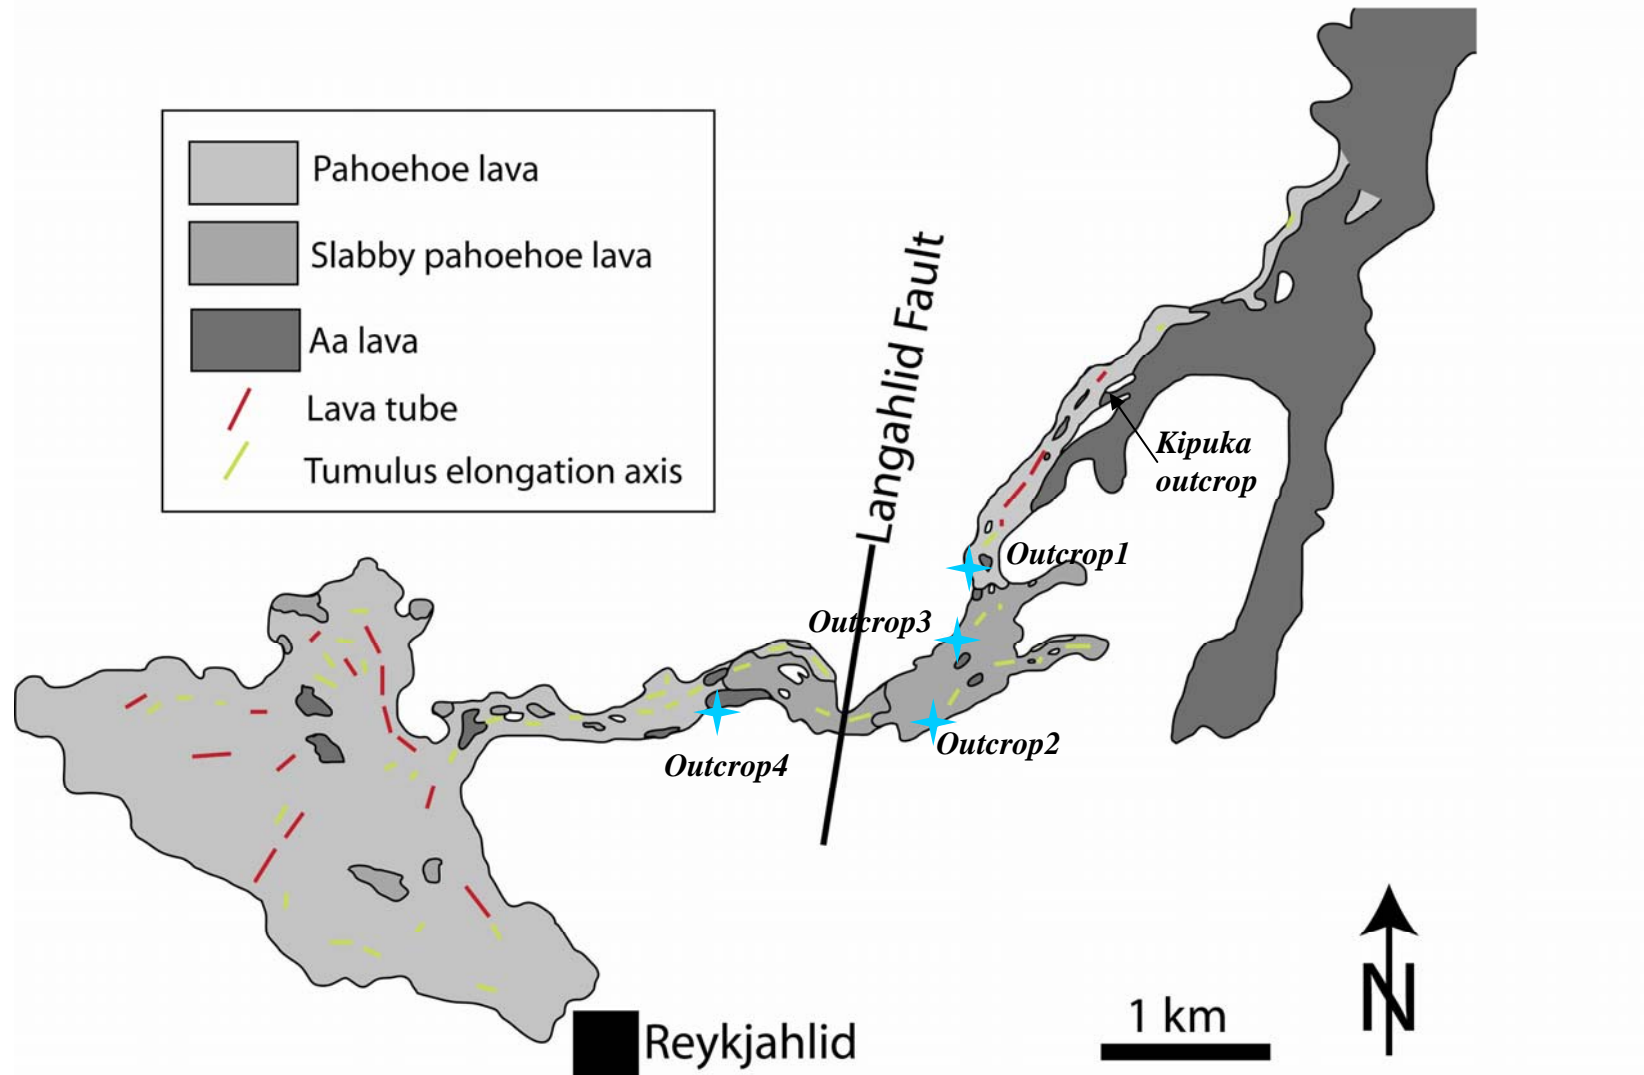 Pahoehoe lava
Slabby pahoehoe lava
Aa lava
Lava tube
Tumulus elongation axis
Langahlid Fault
Kipuka
outcrop
Outcrop1
Outcrop3
Outcrop2
Outcrop4
Reykjahlid
1 km
N